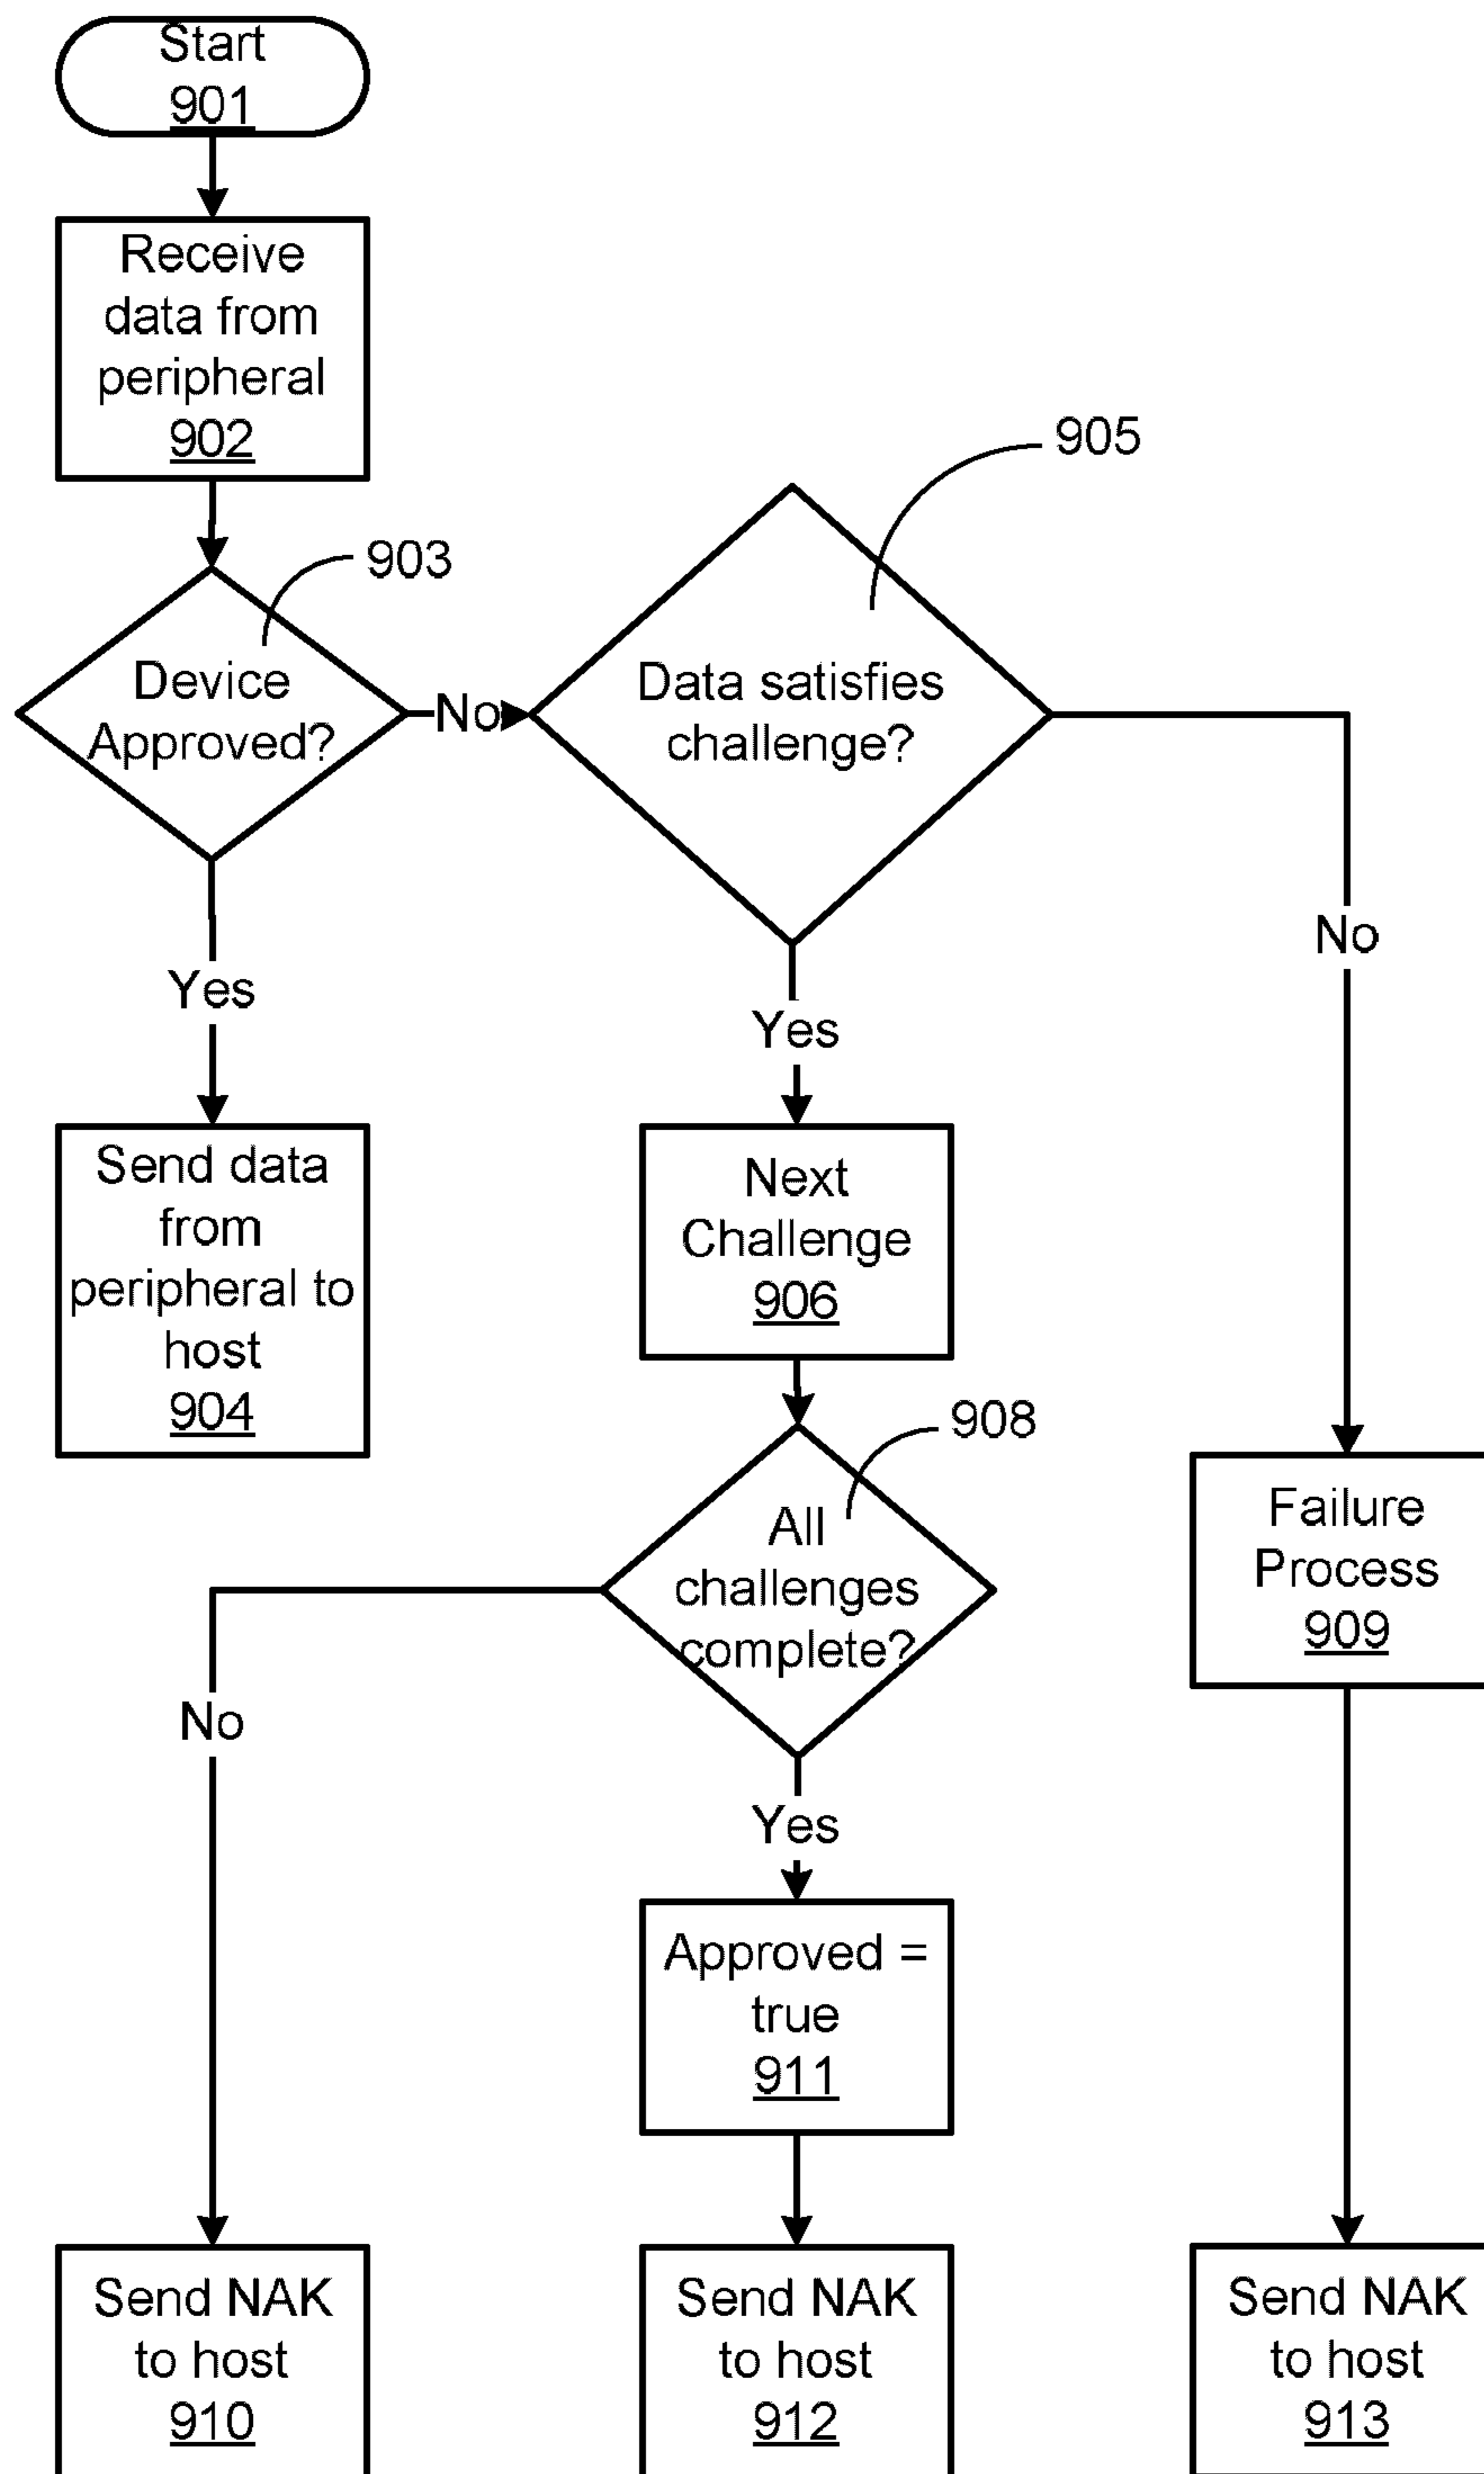 Start
901
Receive
data from
peripheral
902
903
Device
Approved?
No
905
Data satisfies
challenge?
No
Yes
Send data
from
peripheral to
host
904
Yes
Next
Challenge
906
908
All
challenges
complete?
Failure
Process
909
No
Yes
Approved =
true
911
Send NAK
to host
910
Send NAK
to host
912
Send NAK
to host
913